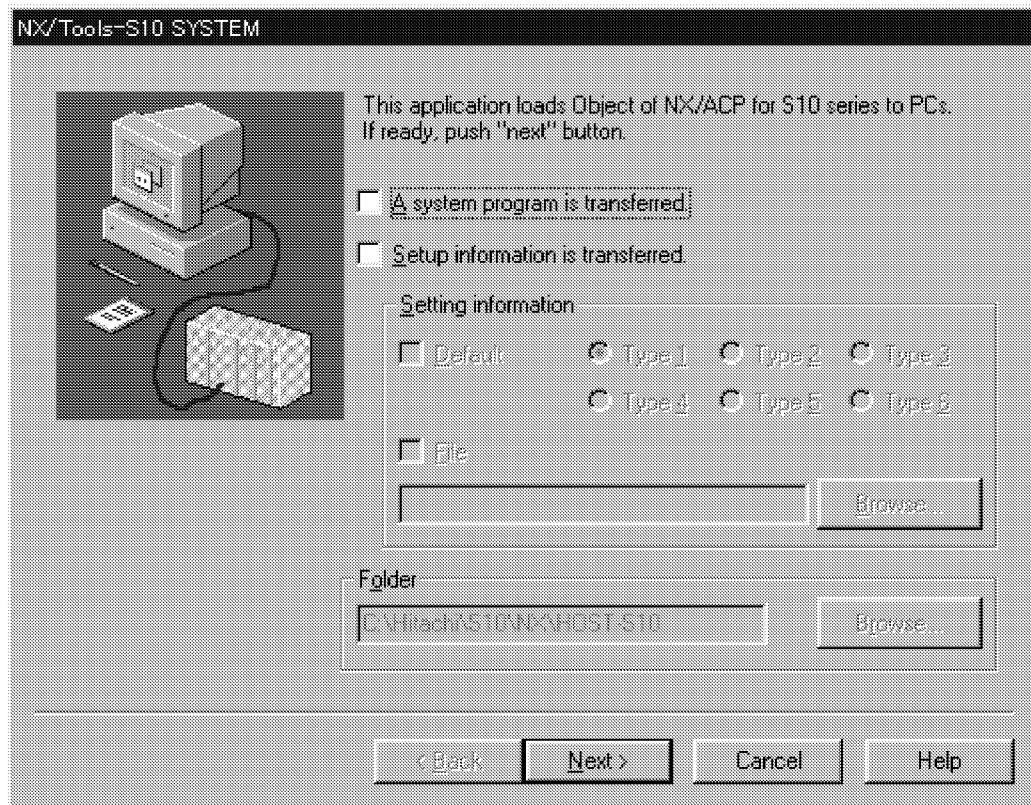 NX/Tools-S10 SYSTEM
This application loads Object of NX/ACP for S10 series to PCs.
If ready, push "next" button.
A system program is transferred.
Setup information is transferred.
Setting information
Default
Type 1
Type 2
Type 3
Type 4
Type 5
Type 6
File
Browse...
Folder
C:\Hitachi\S10\NX\HOST-S10
Browse...
< Back
Next >
Cancel
Help